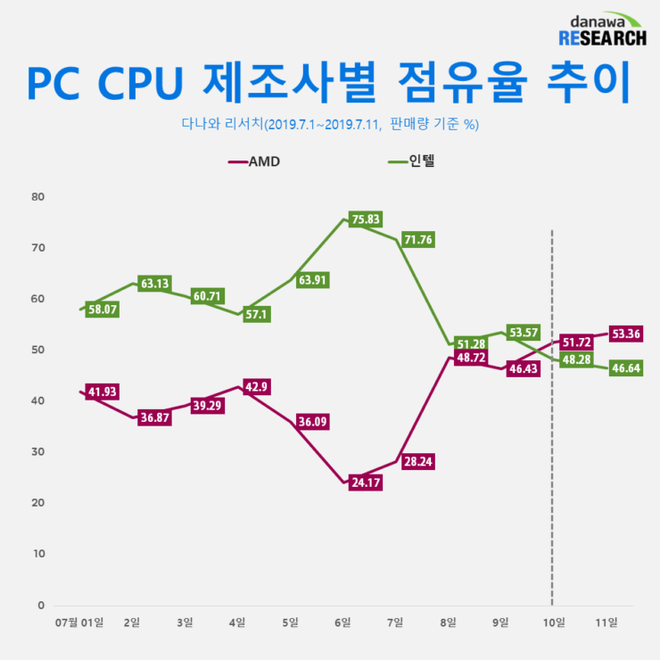 danawa
RESEARCH
PC CPU 제조사별 점유율 추이
다나와 리서치(2019.7.1~2019.7.11, 판매량 기준 %)
AMD 인텔
80
70
60
50
40
30
20
10
0
58.07 63.13 60.71 57.1 63.91 75.83 71.76 51.28 53.57 48.28 46.64
41.93 36.87 39.29 42.9 36.09 24.17 28.24 48.72 46.43 51.72 53.36
07월 01일 2일 3일 4일 5일 6일 7일 8일 9일 10일 11일